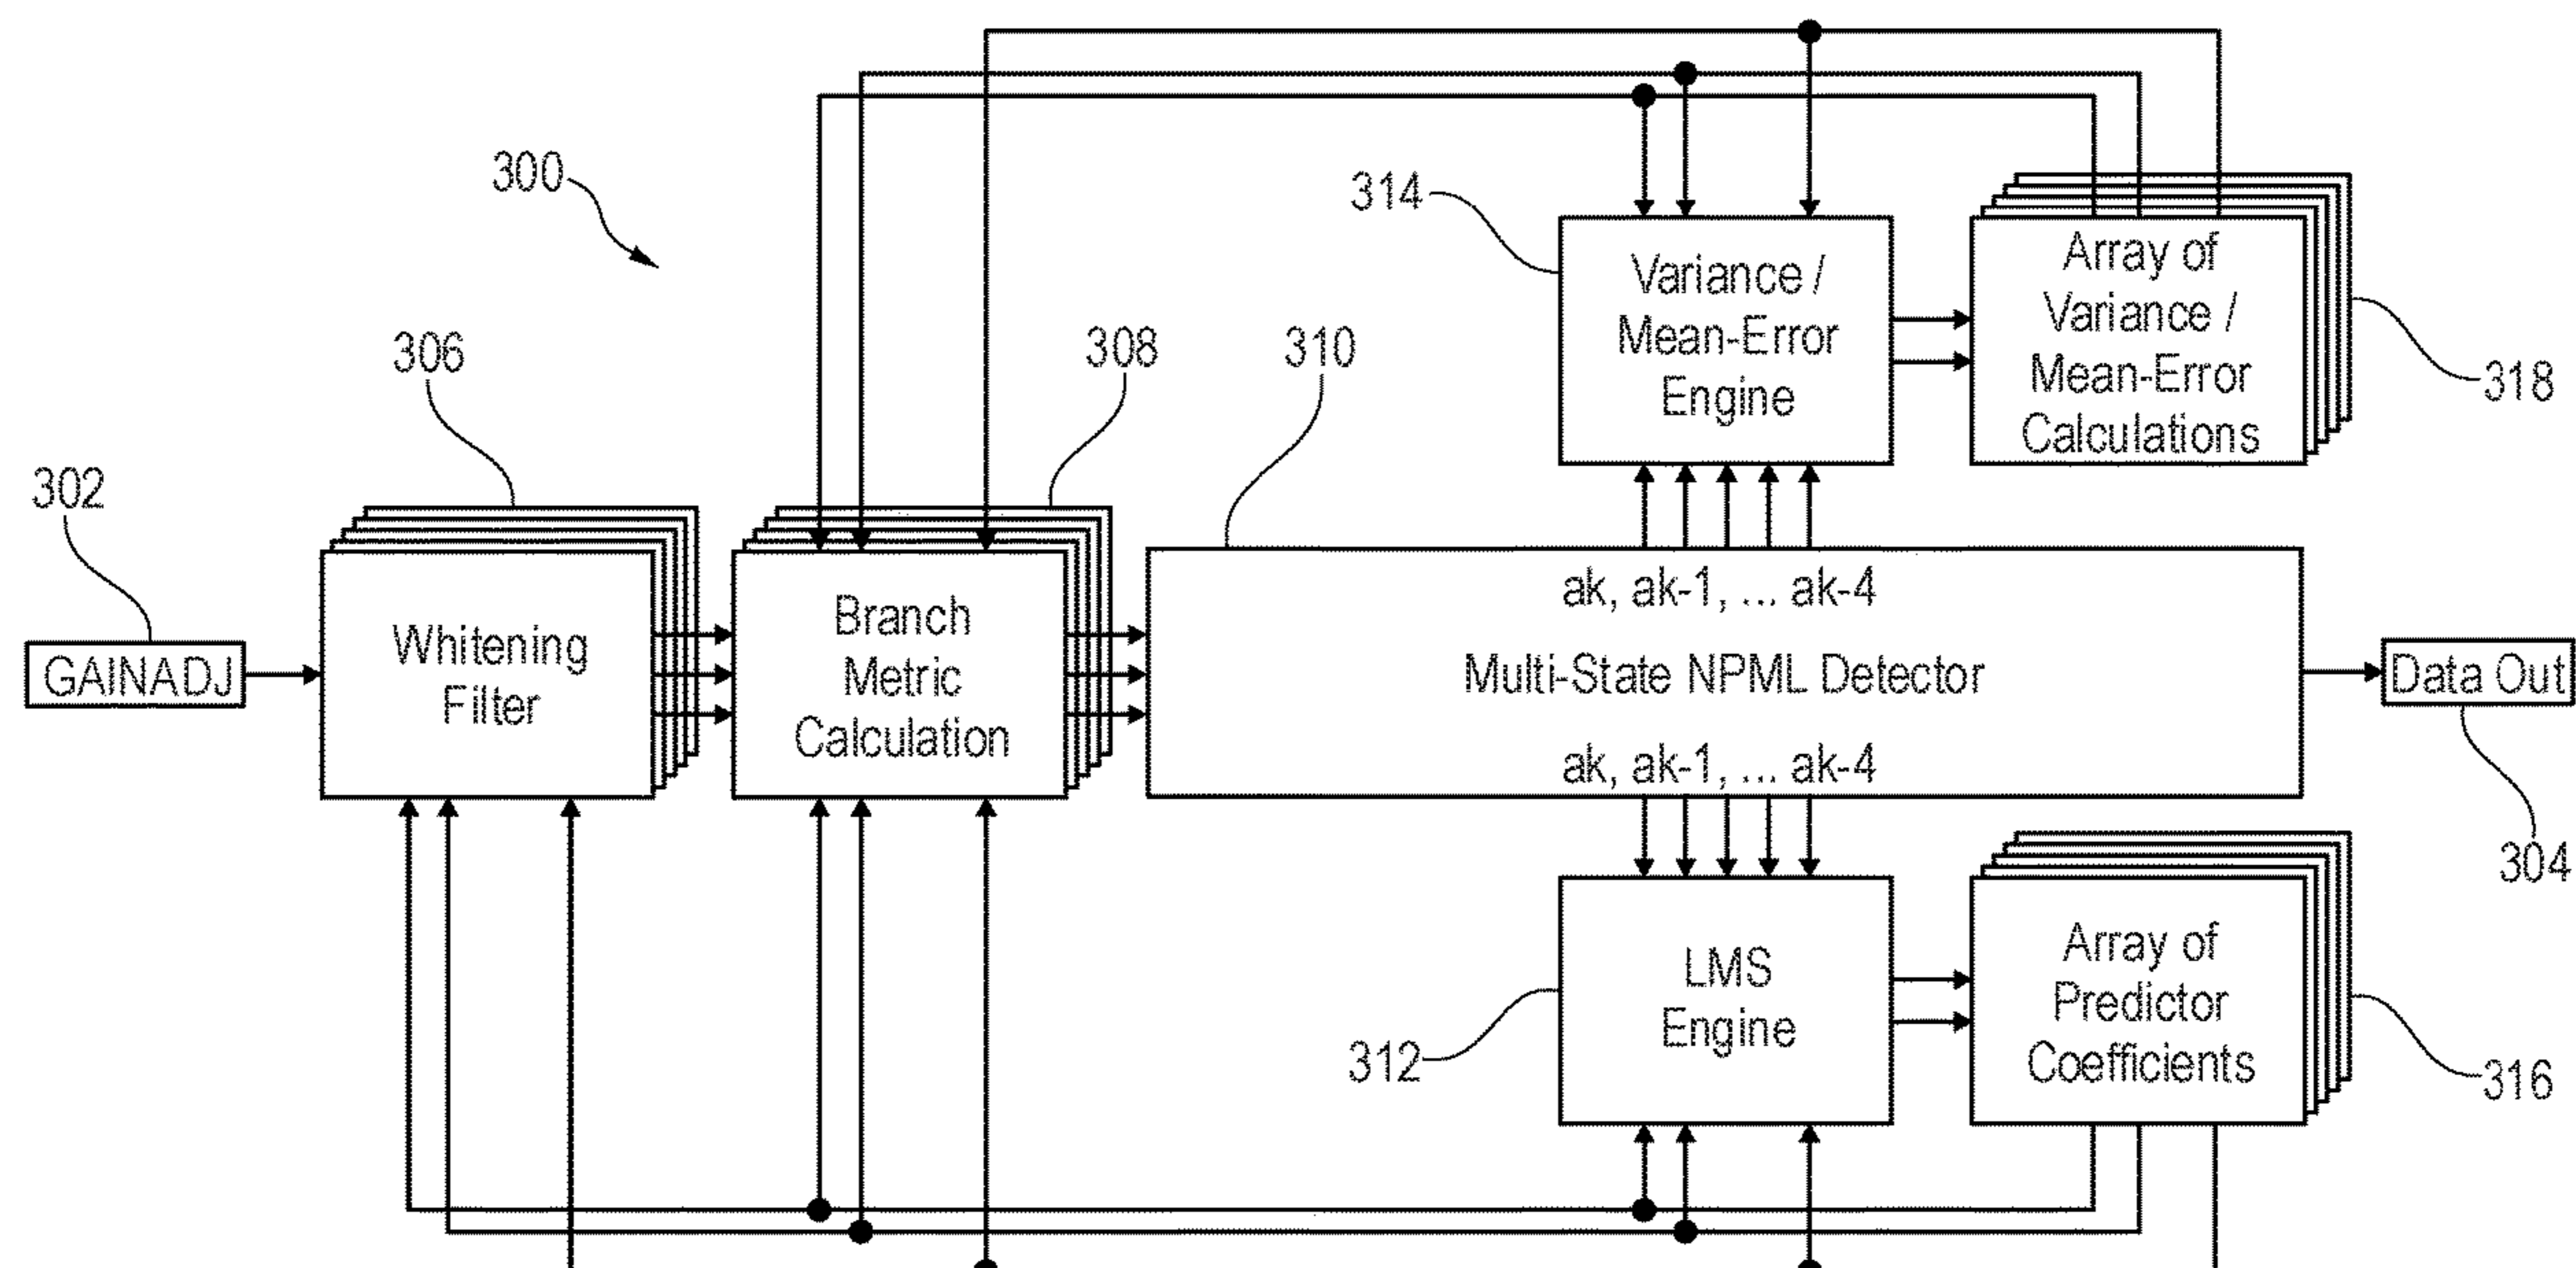 300
314
Variance /
Mean-Error
Engine
Array of
Variance /
Mean-Error
Calculations
318
306
308
310
302
GAINADJ
Whitening
Filter
Branch
Metric
Calculation
ak, ak-1, ... ak-4
Multi-State NPML Detector
ak, ak-1, ... ak-4
Data Out
304
312
LMS
Engine
Array of
Predictor
Coefficients
316